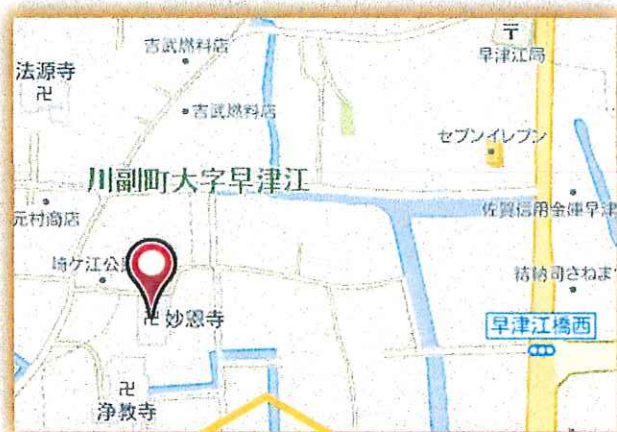 〒
早津江局
吉武燃料店
法源寺
卍
吉武燃料店
セブンイレブン
川副町大字早津江
元村商店
佐賀信用金庫早津
崎ケ江公
結納司さねま
卍 妙恩寺
早津江橋西
卍
浄教寺